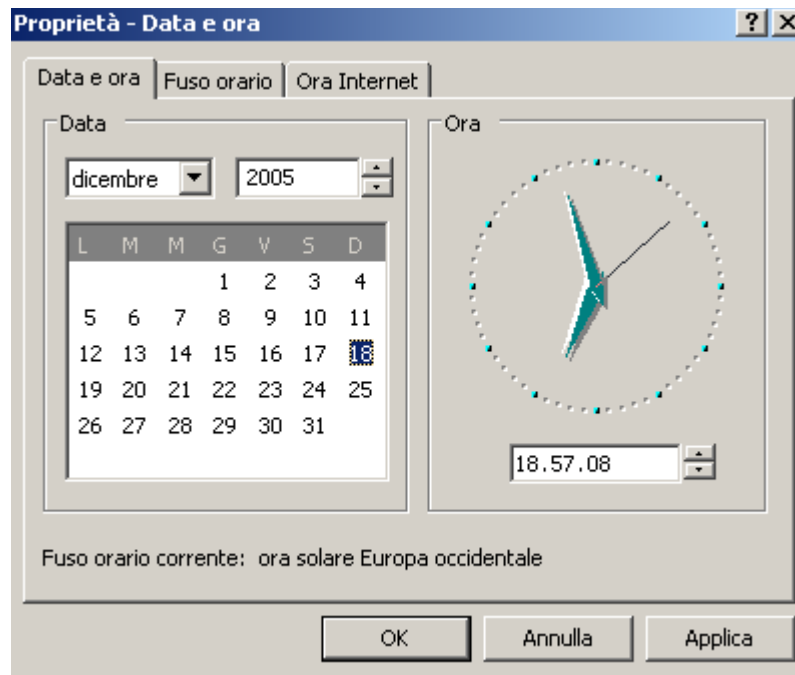 Proprietà - Data e ora
Data e ora Fuso orario Ora Internet
Data
Ora
dicembre 2005
L M M G V S D
1 2 3 4
5 6 7 8 9 10 11
12 13 14 15 16 17 18
19 20 21 22 23 24 25
26 27 28 29 30 31
18.57.08
Fuso orario corrente: ora solare Europa occidentale
OK Annulla Applica